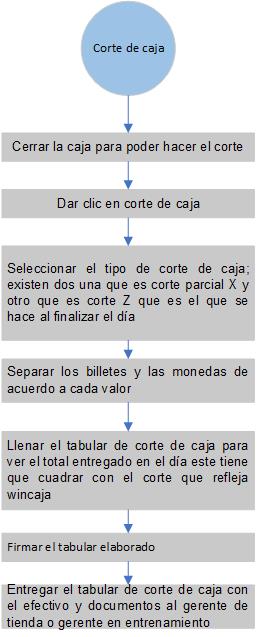 Corte de caja
Cerrar la caja para poder hacer el corte
Dar clic en corte de caja
Seleccionar el tipo de corte de caja;
existen dos una que es corte parcial X y
otro que es corte Z que es el que se
hace al finalizar el día
Separar los billetes y las monedas de
acuerdo a cada valor
Llenar el tabular de corte de caja para
ver el total entregado en el día este tiene
que cuadrar con el corte que refleja
wincaja
Firmar el tabular elaborado
Entregar el tabular de corte de caja con
el efectivo y documentos al gerente de
tienda o gerente en entrenamiento